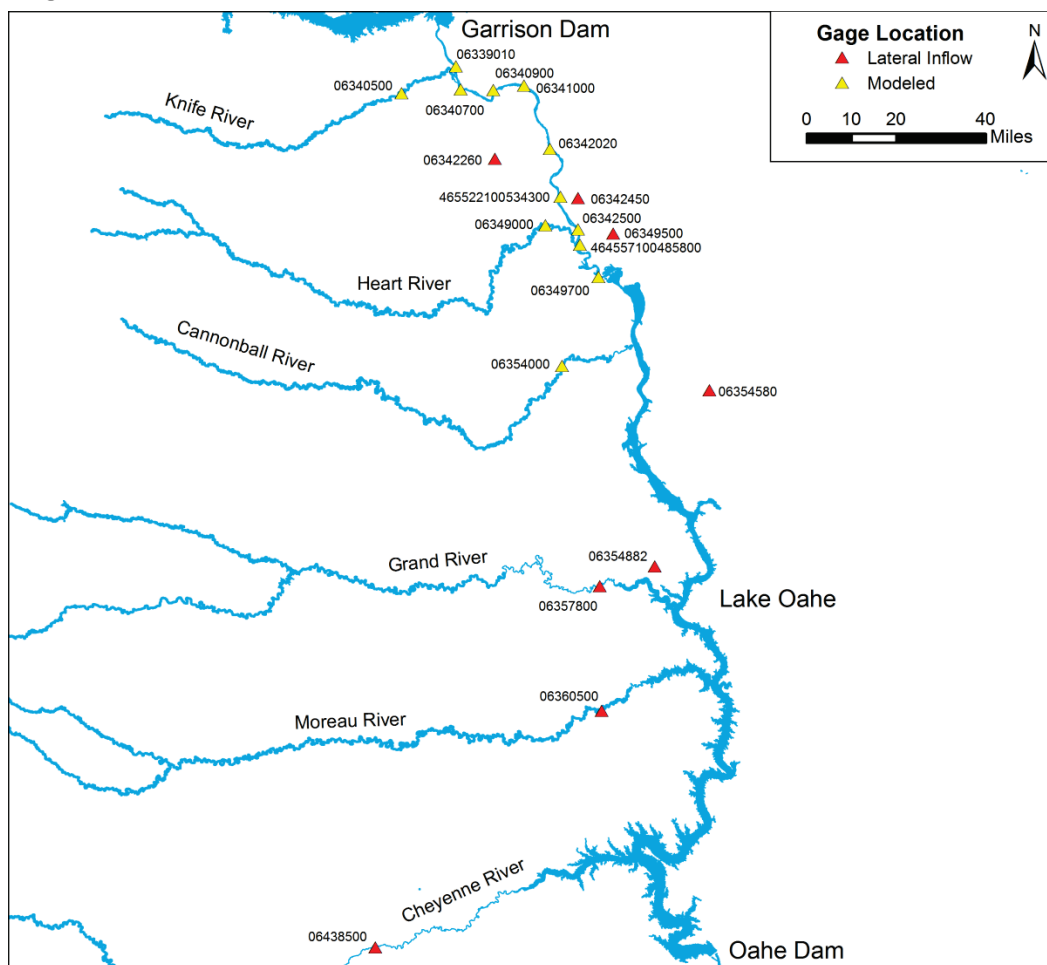 Garrison Dam
Gage Location
Lateral Inflow
Modeled
N
0 10 20 40
Miles
06339010
06340500
06340900
06341000
06340700
Knife River
06342020
06342260
465522100534300
06342450
06349000
06342500
06349500
464557100485800
Heart River
06349700
Cannonball River
06354000
06354580
Grand River
06354882
06357800
Lake Oahe
06360500
Moreau River
Cheyenne River
06438500
Oahe Dam